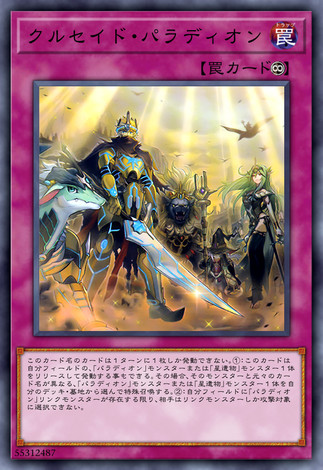 クルセイド・パラディオン
トラップ
罠
【罠カード】
このカード名のカードは1ターンに1枚しか発動できない。①:このカードは
自分フィールドの、「パラディオン」モンスターまたは「星遺物」モンスター1体
をリリースして発動する事もできる。その場合、そのモンスターと元々のカー
ド名が異なる、「パラディオン」モンスターまたは「星遺物」モンスター1体を自
分のデッキ・墓地から選んで特殊召喚する。②:自分フィールドに「パラディオ
ン」リンクモンスターが存在する限り、相手はリンクモンスターしか攻撃対象
に選択できない。
55312487